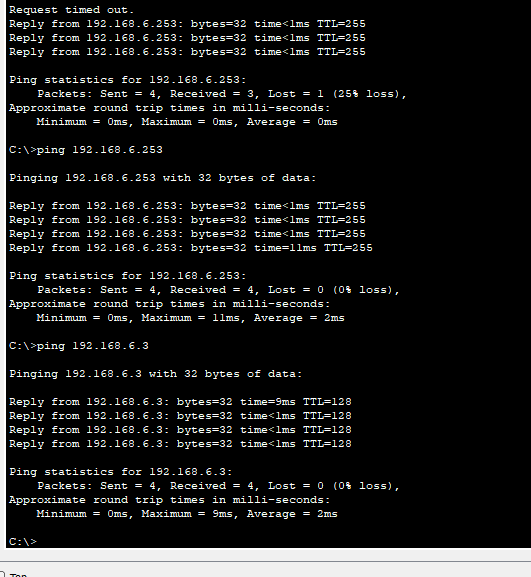 Request timed out.
Reply from 192.168.6.253: bytes=32 time<1ms TTL=255
Reply from 192.168.6.253: bytes=32 time<1ms TTL=255
Reply from 192.168.6.253: bytes=32 time<1ms TTL=255
Ping statistics for 192.168.6.253:
Packets: Sent = 4, Received = 3, Lost = 1 (25% loss),
Approximate round trip times in milli-seconds:
Minimum = 0ms, Maximum = 0ms, Average = 0ms
C:\>ping 192.168.6.253
Pinging 192.168.6.253 with 32 bytes of data:
Reply from 192.168.6.253: bytes=32 time<1ms TTL=255
Reply from 192.168.6.253: bytes=32 time<1ms TTL=255
Reply from 192.168.6.253: bytes=32 time<1ms TTL=255
Reply from 192.168.6.253: bytes=32 time=11ms TTL=255
Ping statistics for 192.168.6.253:
Packets: Sent = 4, Received = 4, Lost = 0 (0% loss),
Approximate round trip times in milli-seconds:
Minimum = 0ms, Maximum = 11ms, Average = 2ms
C:\>ping 192.168.6.3
Pinging 192.168.6.3 with 32 bytes of data:
Reply from 192.168.6.3: bytes=32 time=9ms TTL=128
Reply from 192.168.6.3: bytes=32 time<1ms TTL=128
Reply from 192.168.6.3: bytes=32 time<1ms TTL=128
Reply from 192.168.6.3: bytes=32 time<1ms TTL=128
Ping statistics for 192.168.6.3:
Packets: Sent = 4, Received = 4, Lost = 0 (0% loss),
Approximate round trip times in milli-seconds:
Minimum = 0ms, Maximum = 9ms, Average = 2ms
C:\>